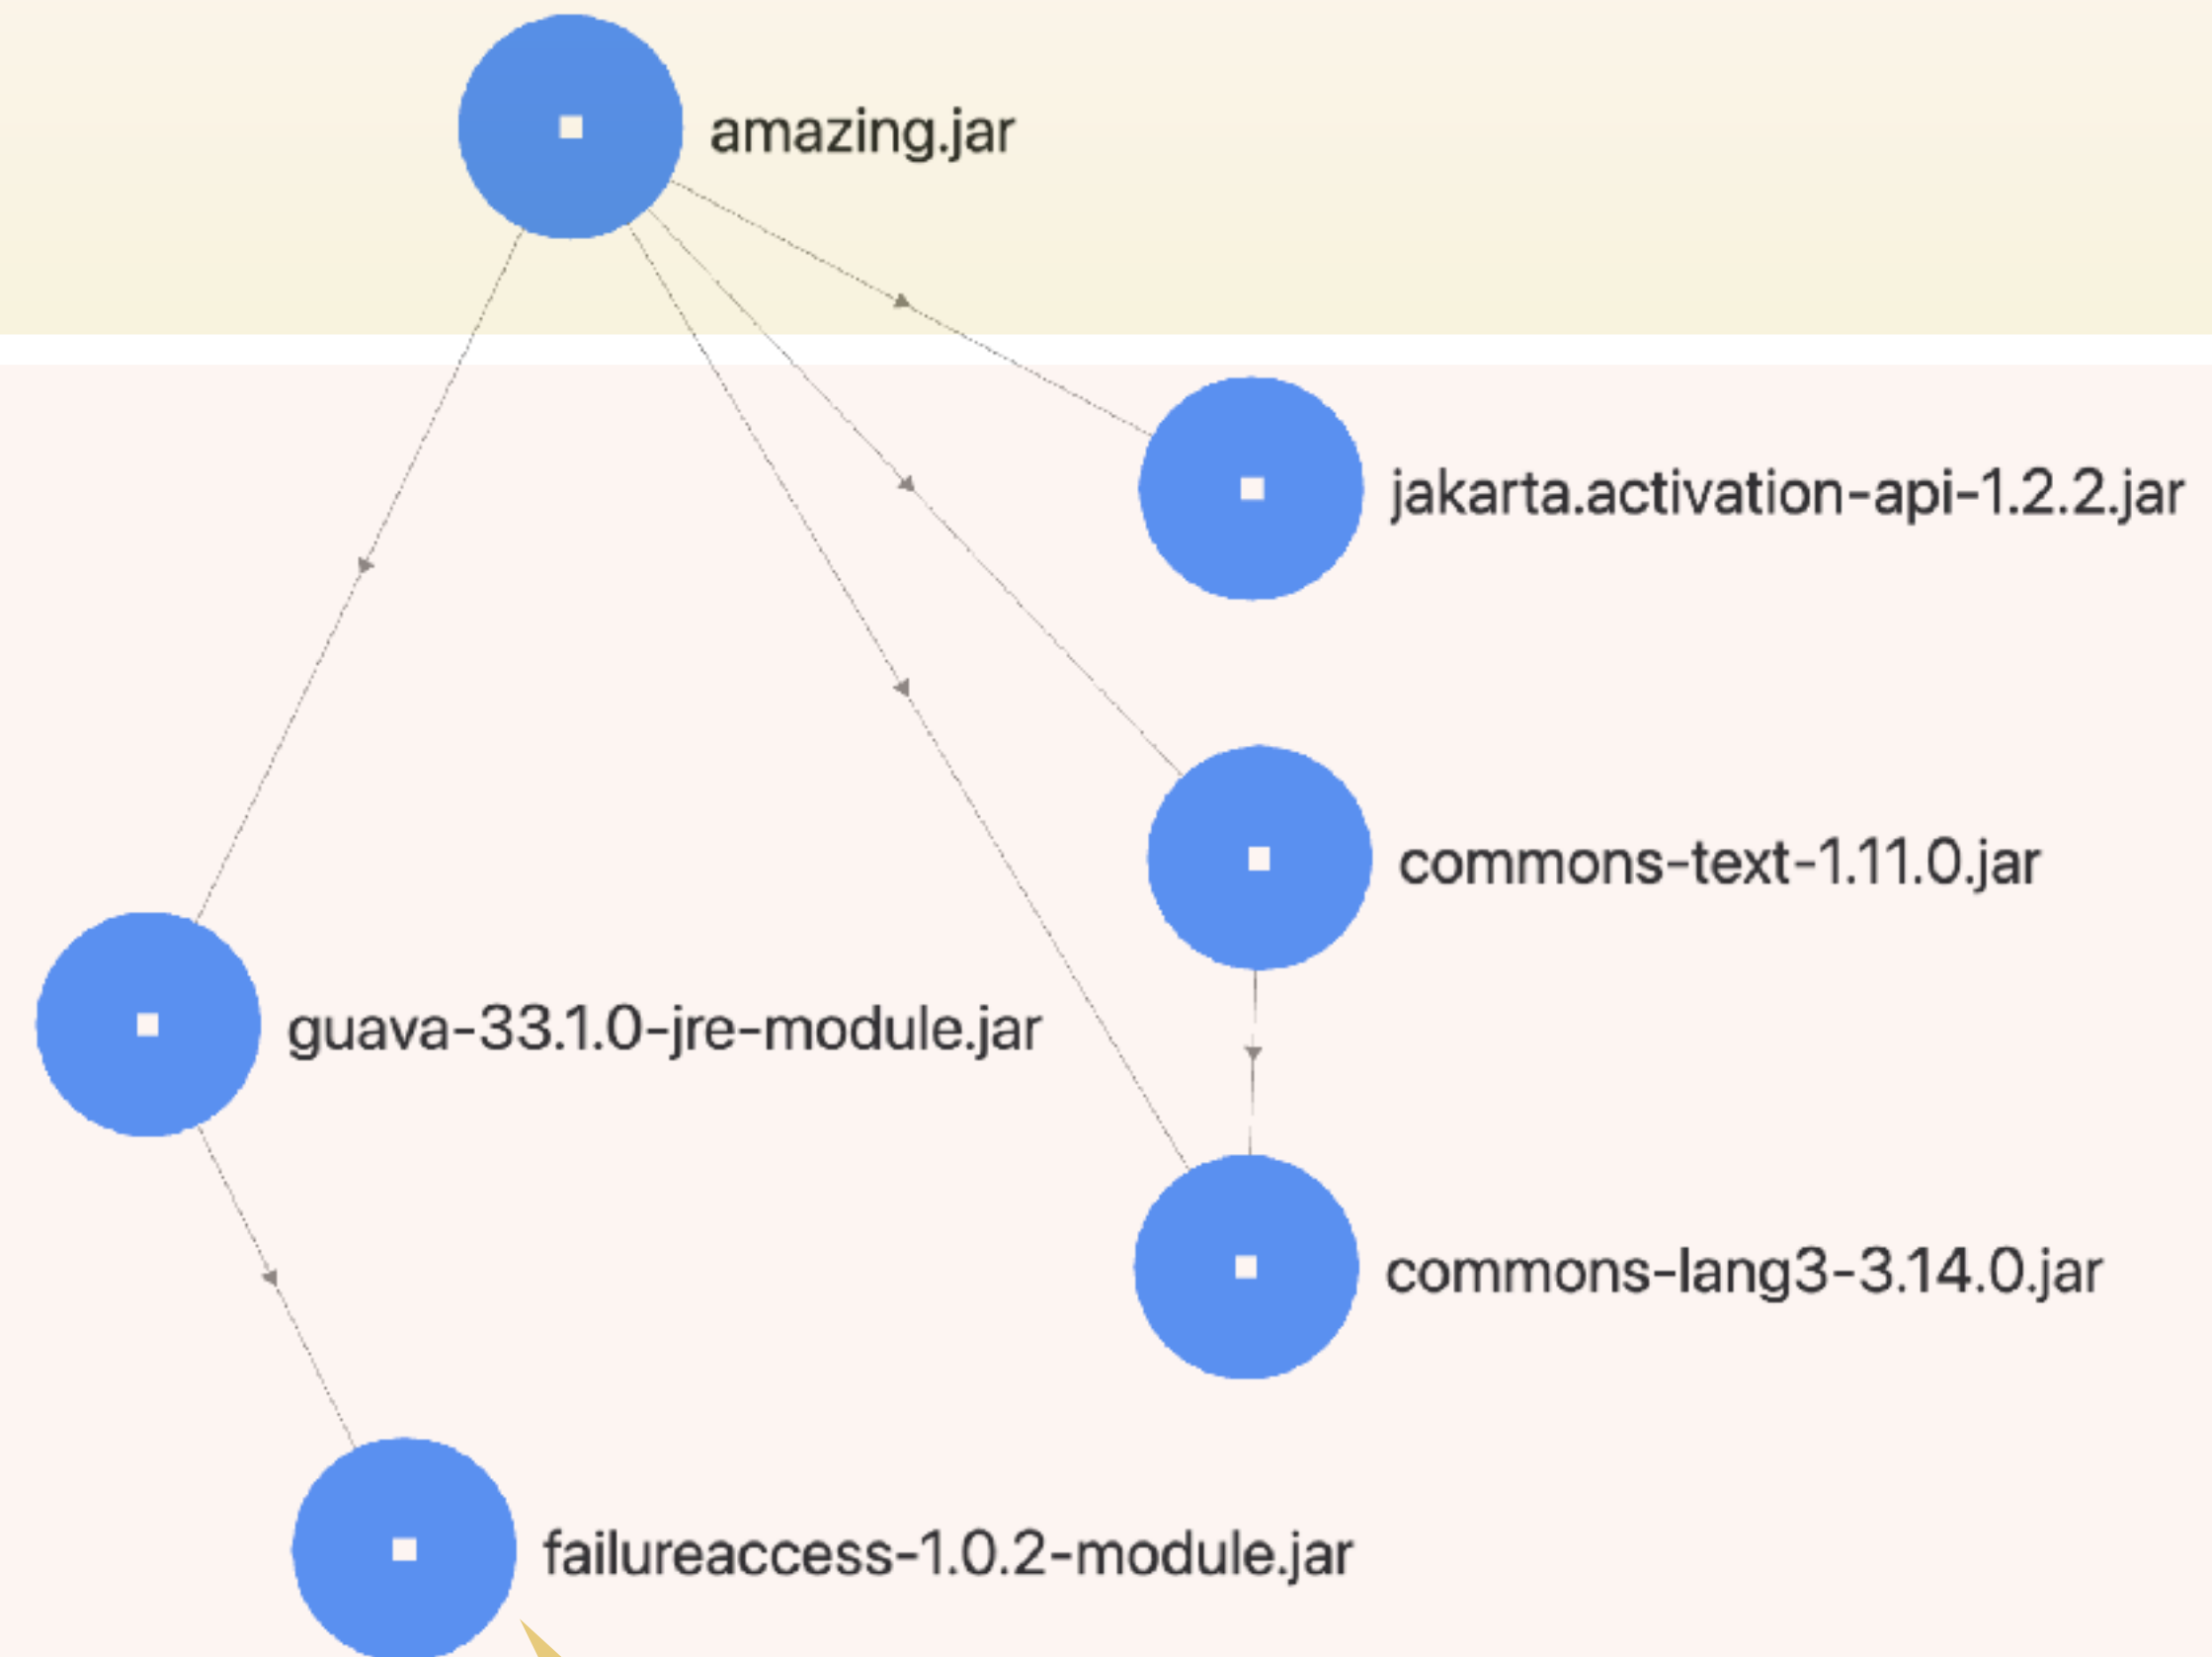 amazing.jar
jakarta.activation-api-1.2.2.jar
commons-text-1.11.0.jar
guava-33.1.0-jre-module.jar
commons-lang3-3.14.0.jar
failureaccess-1.0.2-module.jar